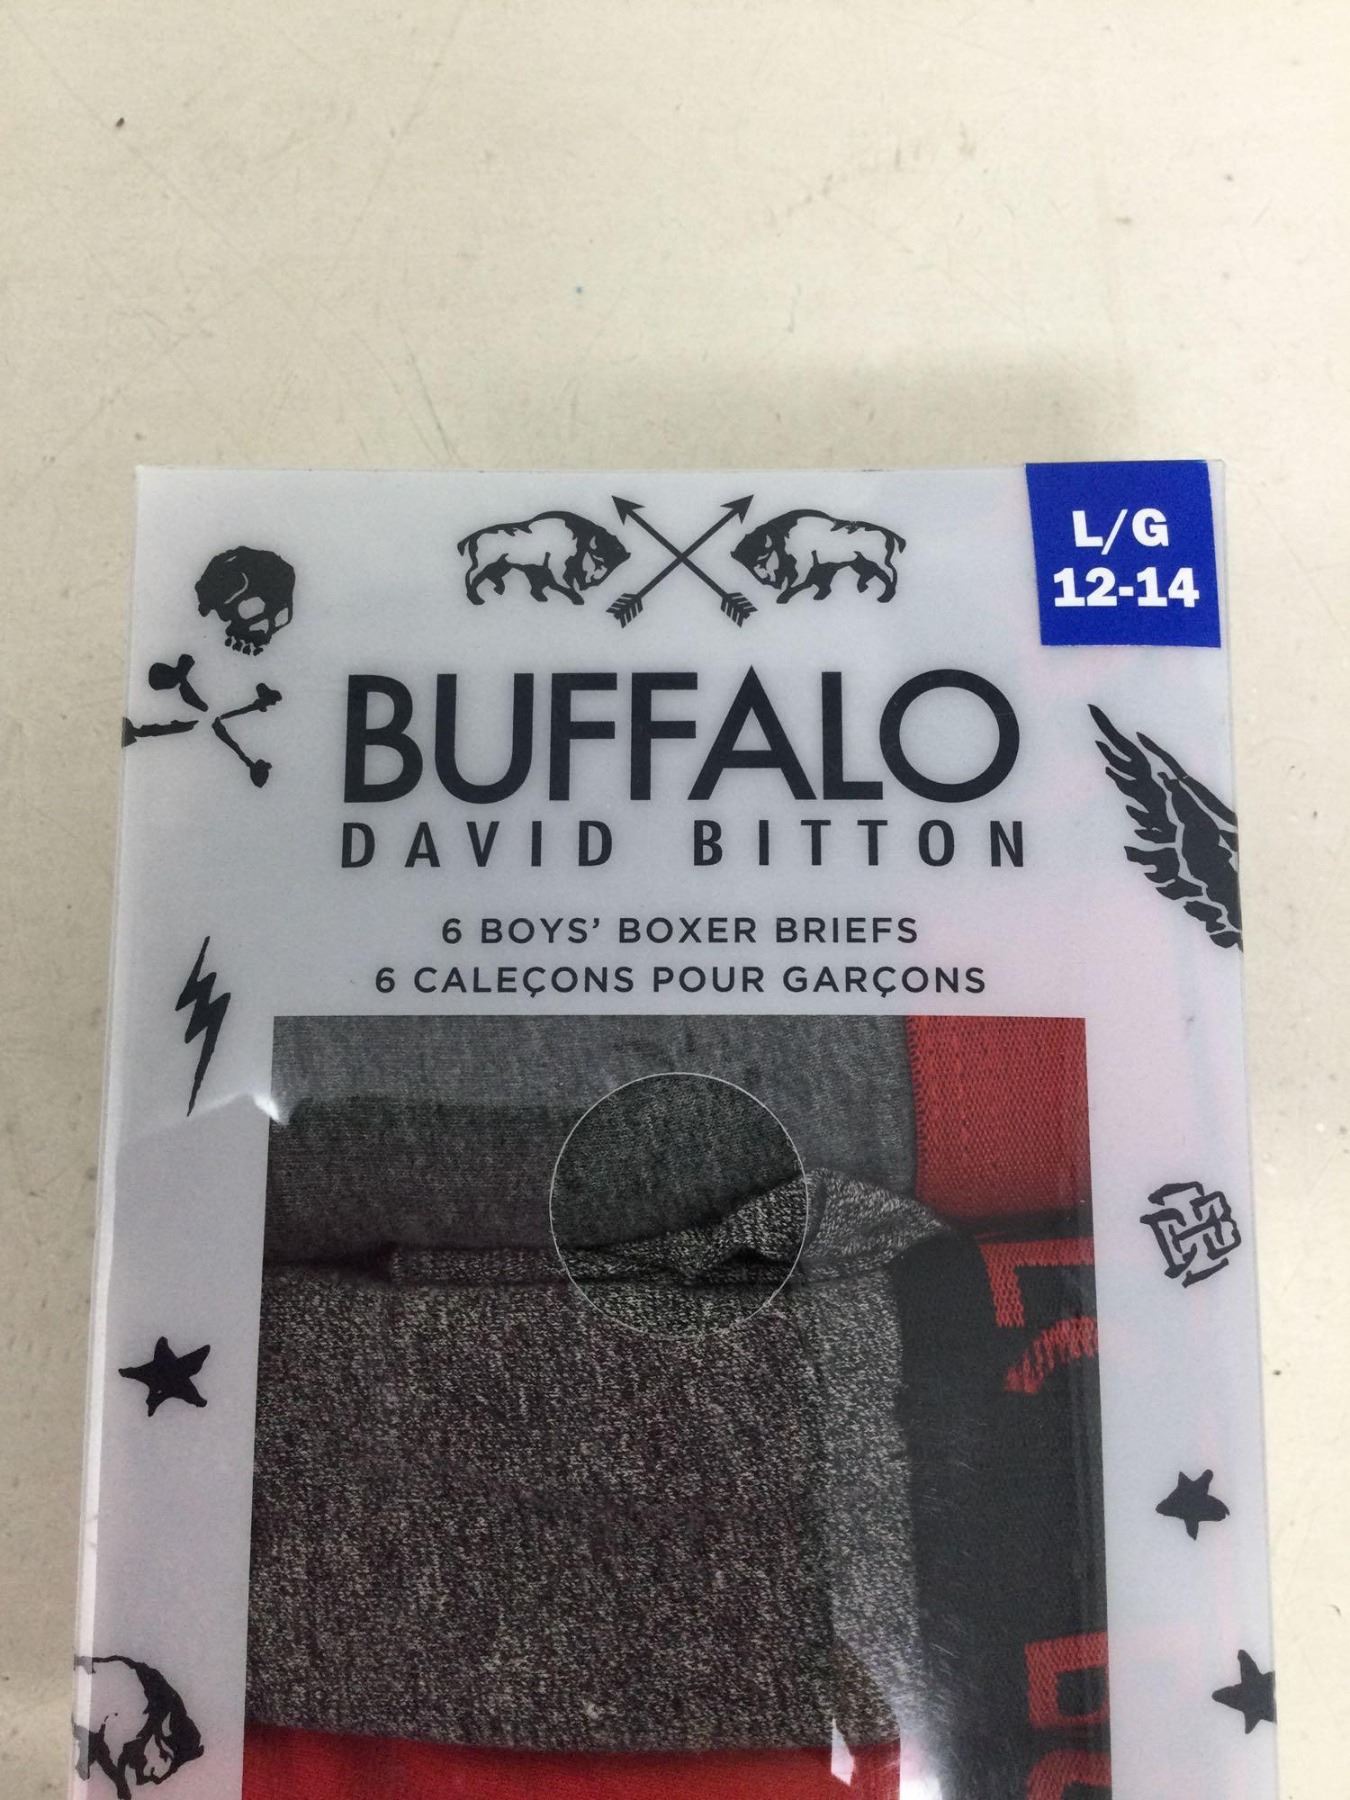 L/G
12-14
BUFFALO
DAVID BITTON
6 BOYS' BOXER BRIEFS
6 CALEÇONS POUR GARÇONS